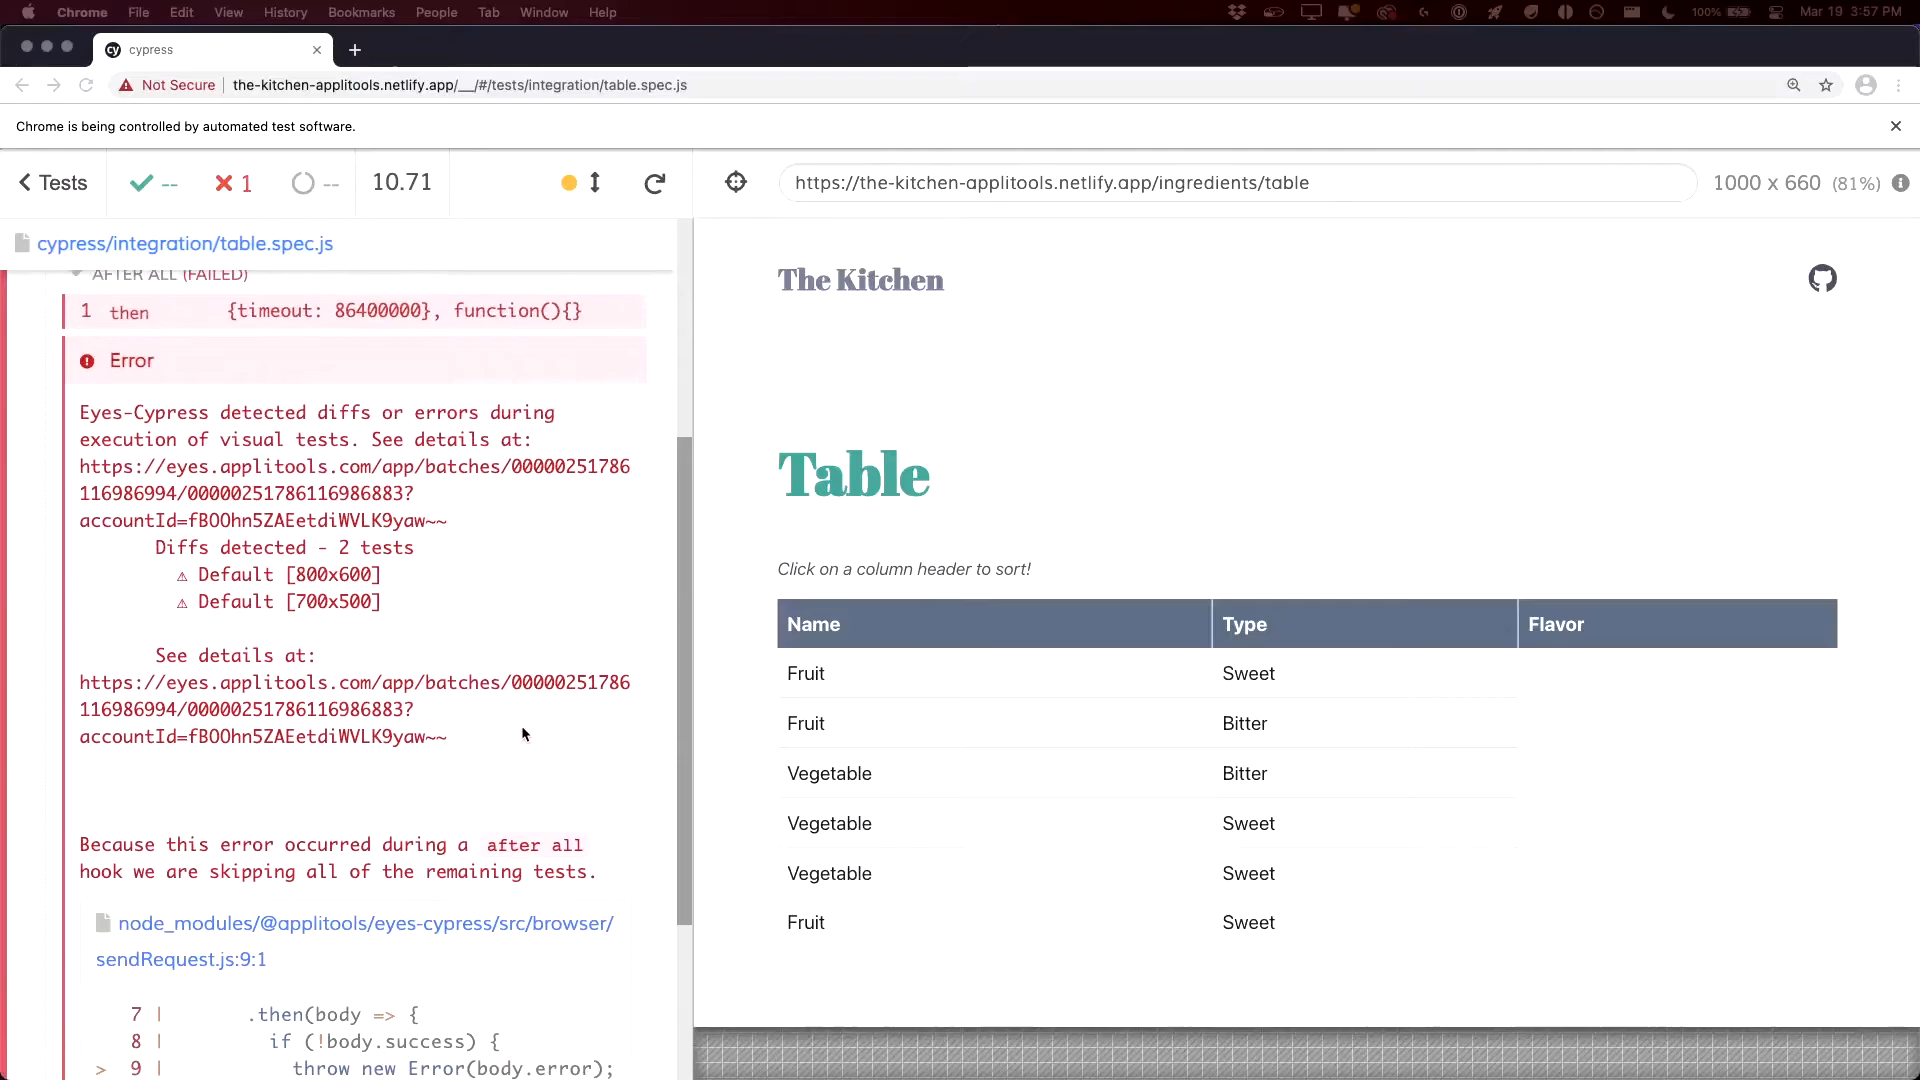 Chrome File Edit View History Bookmarks People Tab Window Help 100% Mar 19 3:57 PM
cy cypress
Not Secure the-kitchen-applitools.netlify.app/__/#/tests/integration/table.spec.js
Chrome is being controlled by automated test software.
Tests -- 1 -- 10.71
https://the-kitchen-applitools.netlify.app/ingredients/table 1000 x 660 (81%)
cypress/integration/table.spec.js
AFTER ALL (FAILED)
1 then {timeout: 86400000}, function(){}
Error
Eyes-Cypress detected diffs or errors during
execution of visual tests. See details at:
https://eyes.applitools.com/app/batches/00000251786
116986994/00000251786116986883?
accountId=fBOOhn5ZAEetdiWVLK9yaw~~
Diffs detected - 2 tests
⚠ Default [800x600]
⚠ Default [700x500]
See details at:
https://eyes.applitools.com/app/batches/00000251786
116986994/00000251786116986883?
accountId=fBOOhn5ZAEetdiWVLK9yaw~~
Because this error occurred during a after all
hook we are skipping all of the remaining tests.
node_modules/@applitools/eyes-cypress/src/browser/
sendRequest.js:9:1
7 | .then(body => {
8 | if (!body.success) {
> 9 | throw new Error(body.error);
The Kitchen
Table
Click on a column header to sort!
Name Type Flavor
Fruit Sweet
Fruit Bitter
Vegetable Bitter
Vegetable Sweet
Vegetable Sweet
Fruit Sweet